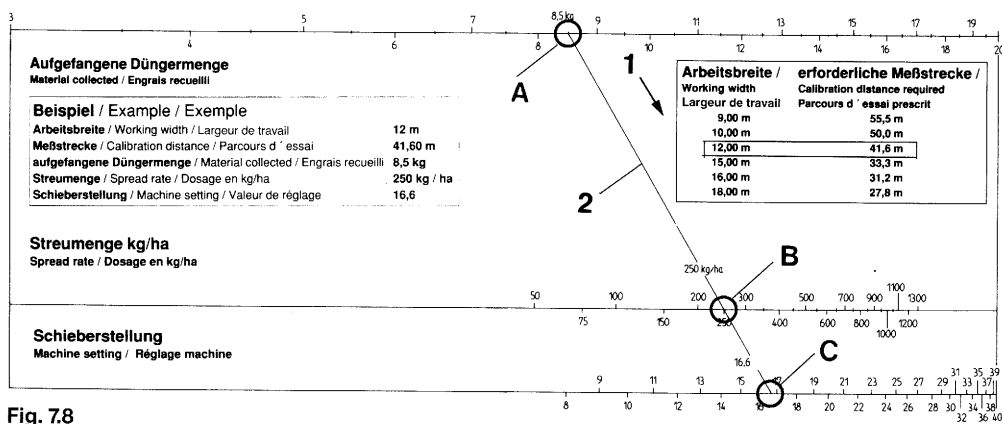 3 5 7 8,5 kg 9 11 13 15 17 19
4 6 8 10 12 14 16 18 20
Aufgefangene Düngermenge
Material collected / Engrais recueilli
A
1
Arbeitsbreite / erforderliche Meßstrecke /
Working width Calibration distance required
Largeur de travail Parcours d ´ essai prescrit
9,00 m 55,5 m
10,00 m 50,0 m
12,00 m 41,6 m
15,00 m 33,3 m
16,00 m 31,2 m
18,00 m 27,8 m
Beispiel / Example / Exemple
Arbeitsbreite / Working width / Largeur de travail 12 m
Meßstrecke / Calibration distance / Parcours d ´ essai 41,60 m
aufgefangene Düngermenge / Material collected / Engrais recueilli 8,5 kg
Streumenge / Spread rate / Dosage en kg/ha 250 kg / ha
Schieberstellung / Machine setting / Valeur de réglage 16,6
2
Streumenge kg/ha
Spread rate / Dosage en kg/ha
250 kg/ha
B
50 100 200 300 500 700 900 1100 1300
75 150 250 400 600 800 1000 1200
Schieberstellung
Machine setting / Réglage machine
16,6
C
9 11 13 15 17 19 21 23 25 27 29 31 33 35 37 39
8 10 12 14 16 18 20 22 24 26 28 30 32 34 36 38 40
Fig. 7.8